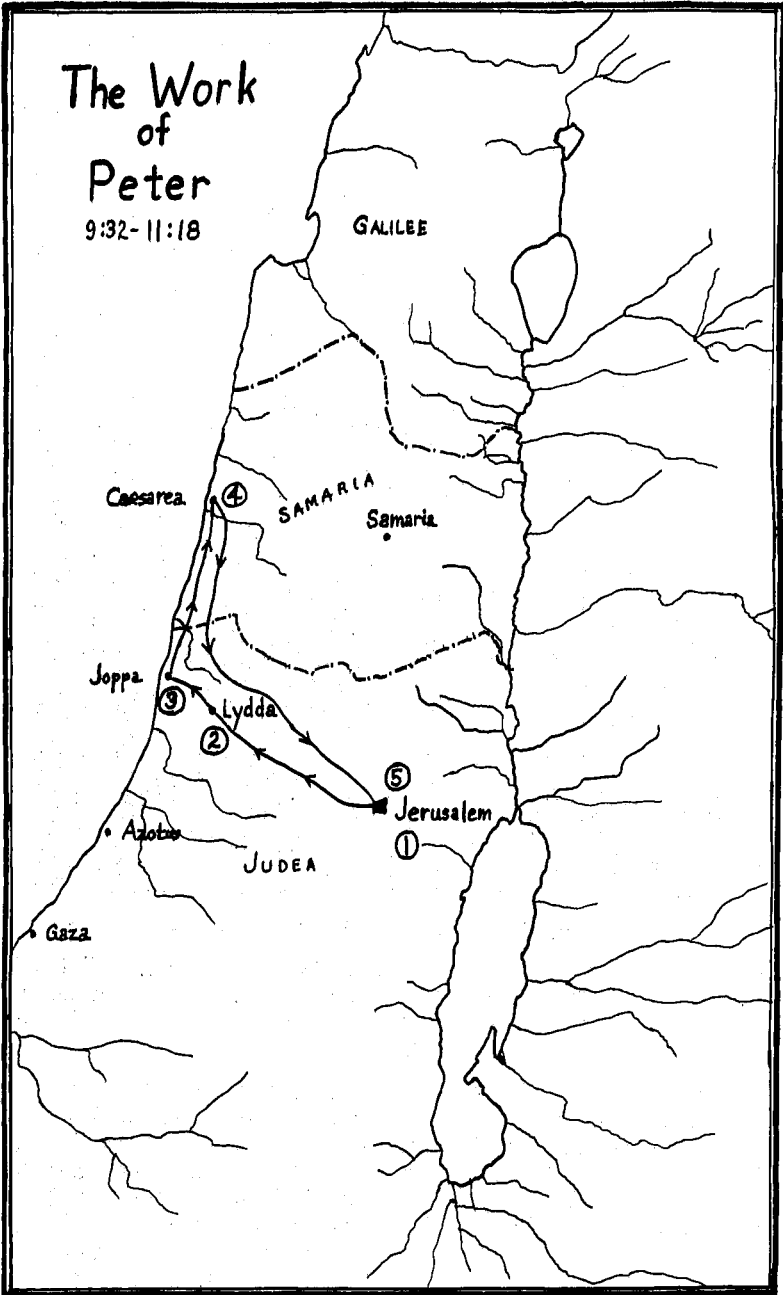 The Work
of
Peter
9:32-11:18
GALILEE
Caesarea
4
SAMARIA
Samaria
Joppa
3
Lydda
2
5
Jerusalem
1
Azotus
JUDEA
Gaza